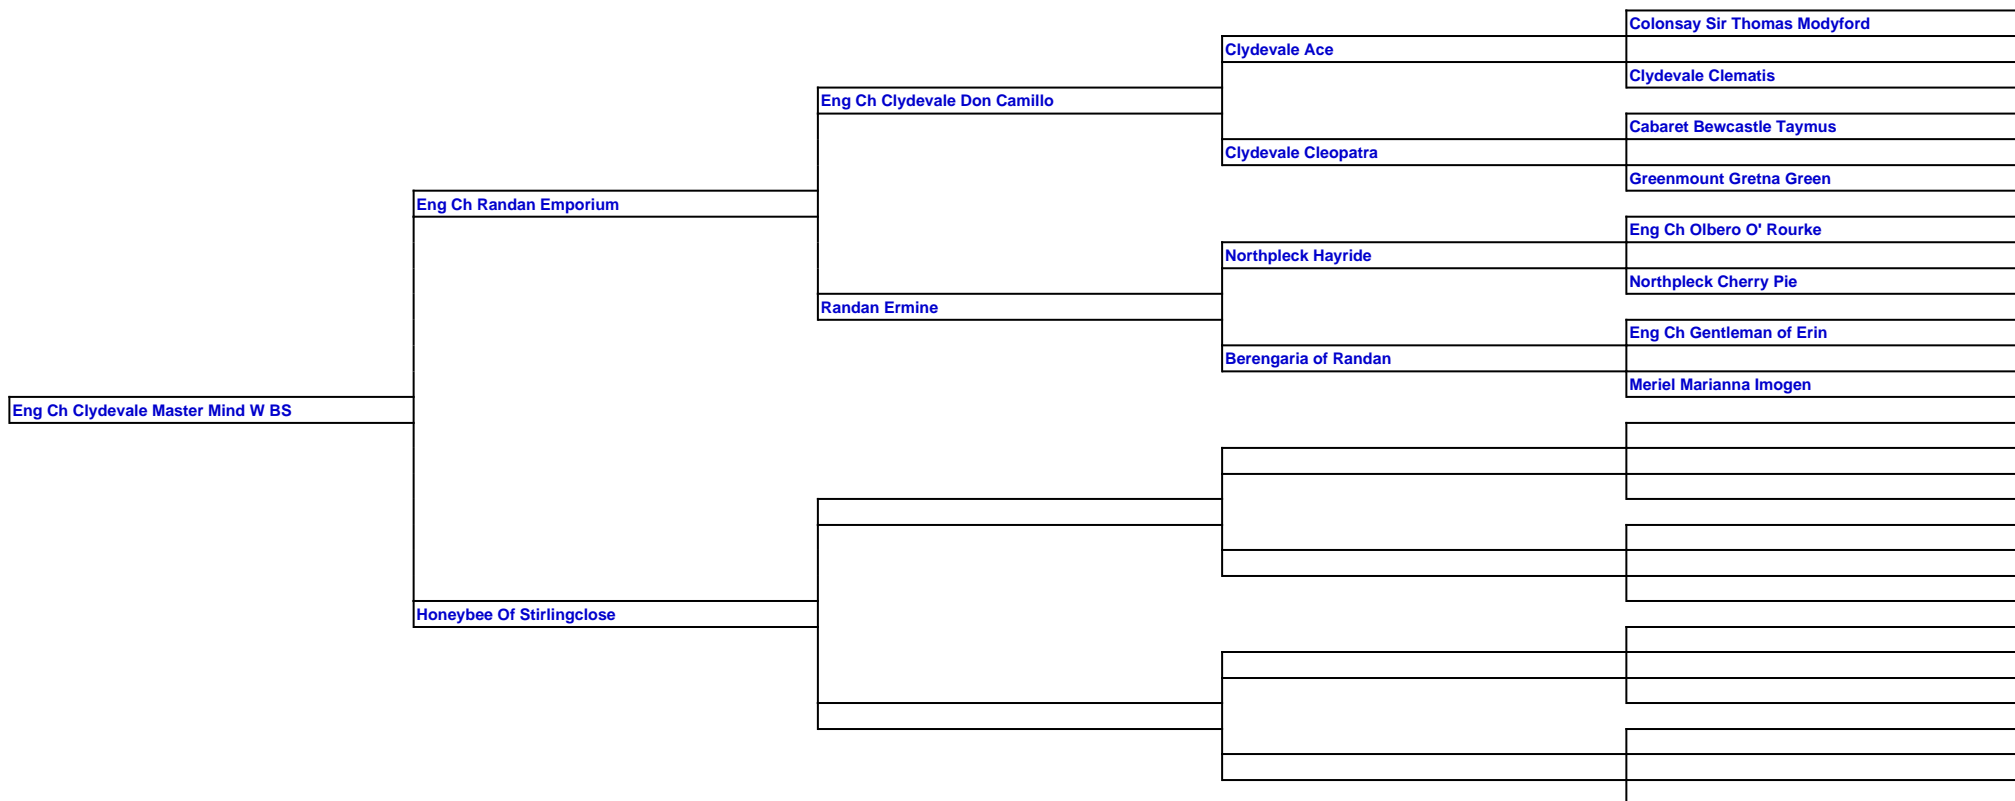 Colonsay Sir Thomas Modyford
Clydevale Ace
Clydevale Clematis
Eng Ch Clydevale Don Camillo
Cabaret Bewcastle Taymus
Clydevale Cleopatra
Greenmount Gretna Green
Eng Ch Randan Emporium
Eng Ch Olbero O' Rourke
Northpleck Hayride
Northpleck Cherry Pie
Randan Ermine
Eng Ch Gentleman of Erin
Berengaria of Randan
Meriel Marianna Imogen
Eng Ch Clydevale Master Mind W BS
Honeybee Of Stirlingclose